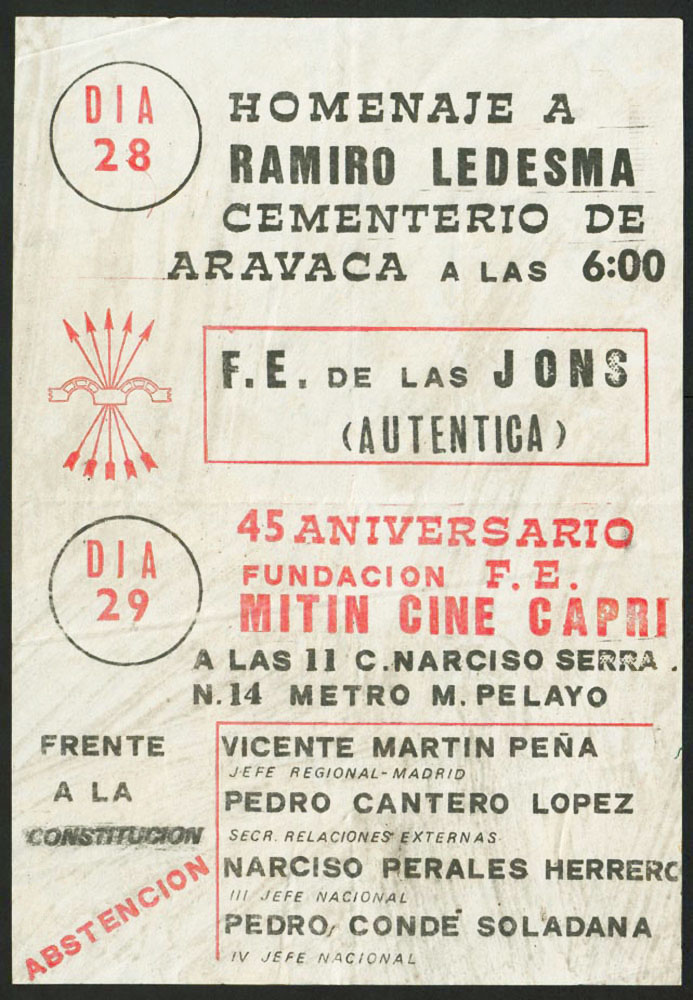 DIA
28
HOMENAJE A
RAMIRO LEDESMA
CEMENTERIO DE
ARAVACA A LAS 6:00
F.E. DE LAS JONS
(AUTENTICA)
DIA
29
45 ANIVERSARIO
FUNDACION F.E.
MITIN CINE CAPRI
A LAS 11 C.NARCISO SERRA.
N.14 METRO M.PELAYO
FRENTE
A LA
CONSTITUCION
ABSTENCION
VICENTE MARTIN PEÑA
JEFE REGIONAL-MADRID
PEDRO CANTERO LOPEZ
SECR. RELACIONES EXTERNAS.
NARCISO PERALES HERRERO
III JEFE NACIONAL
PEDRO CONDE SOLADANA
IV JEFE NACIONAL